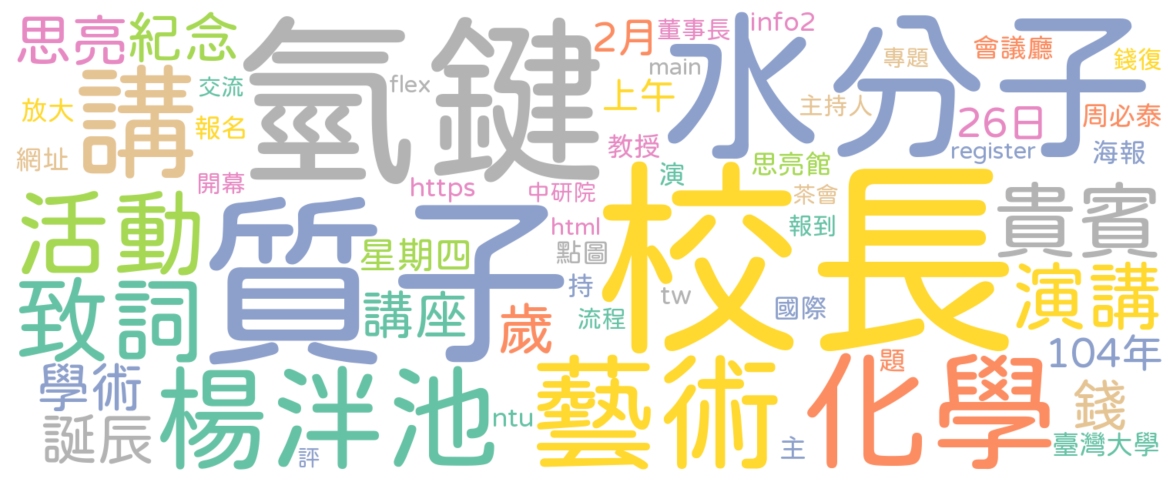 思亮
紀念
氫鍵
2月
董事長
info2
水分子
專題
會議廳
錢復
講
交流
flex
main
上午
主持人
周必泰
放大
報名
26日
網址
教授
register
海報
開幕
https
中研院
演
思亮館
茶會
活動
質子
html
校長
報到
貴賓
星期四
點圖
持
tw
國際
演講
致詞
講座
歲
流程
104年
學術
楊泮池
藝術
化學
題
錢
誕辰
ntu
評
主
臺灣大學